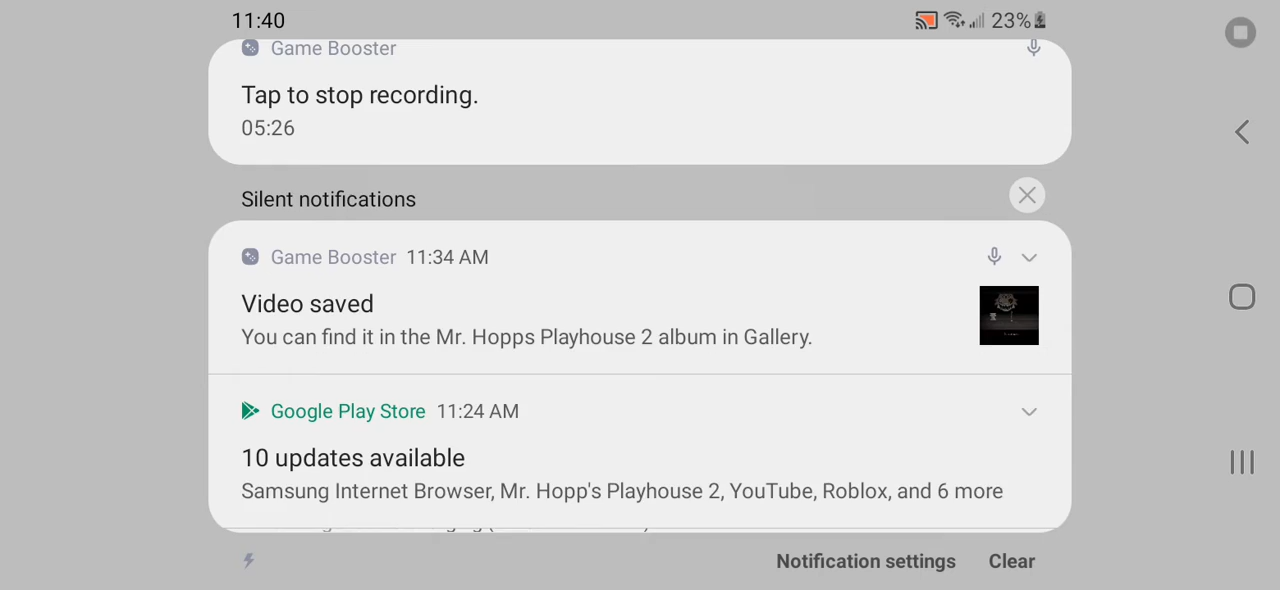 11:40
23%
Game Booster
Tap to stop recording.
05:26
Silent notifications
Game Booster 11:34 AM
Video saved
You can find it in the Mr. Hopps Playhouse 2 album in Gallery.
Google Play Store 11:24 AM
10 updates available
Samsung Internet Browser, Mr. Hopp's Playhouse 2, YouTube, Roblox, and 6 more
Notification settings Clear